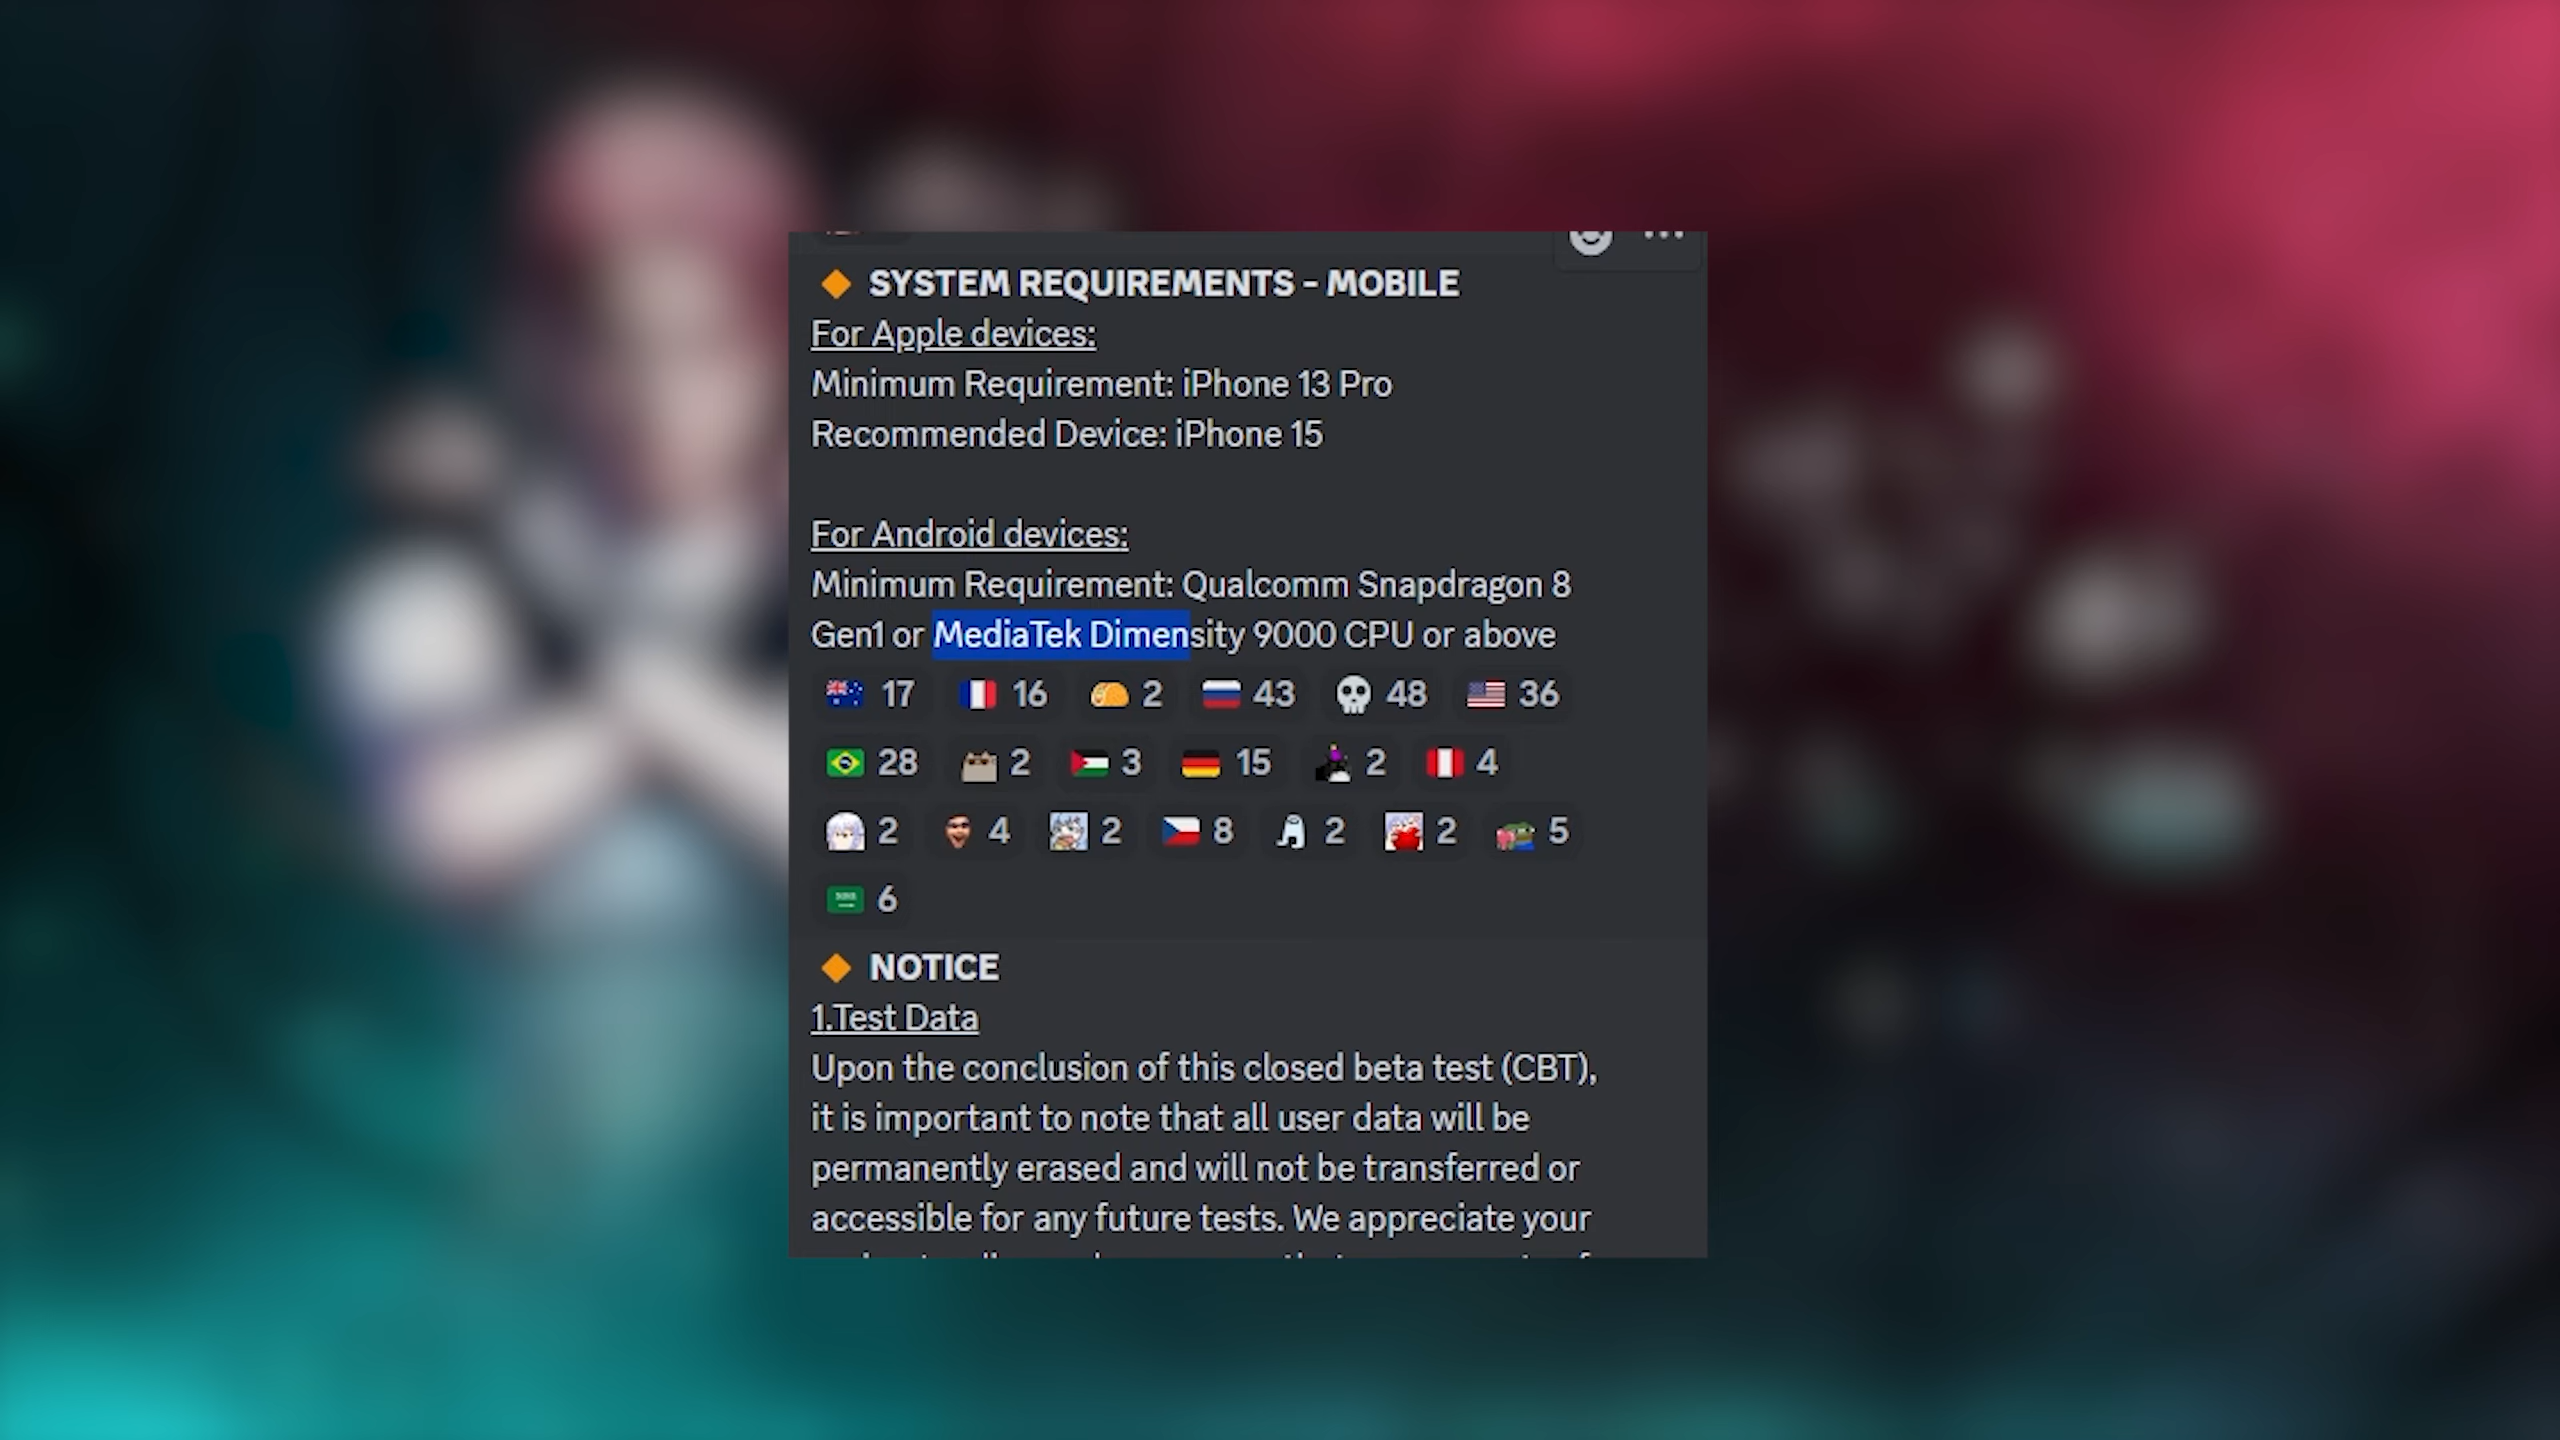 SYSTEM REQUIREMENTS - MOBILE
For Apple devices:
Minimum Requirement: iPhone 13 Pro
Recommended Device: iPhone 15
For Android devices:
Minimum Requirement: Qualcomm Snapdragon 8
Gen1 or MediaTek Dimensity 9000 CPU or above
17 16 2 43 48 36
28 2 3 15 2 4
2 4 2 8 2 2 5
6
NOTICE
1.Test Data
Upon the conclusion of this closed beta test (CBT),
it is important to note that all user data will be
permanently erased and will not be transferred or
accessible for any future tests. We appreciate your